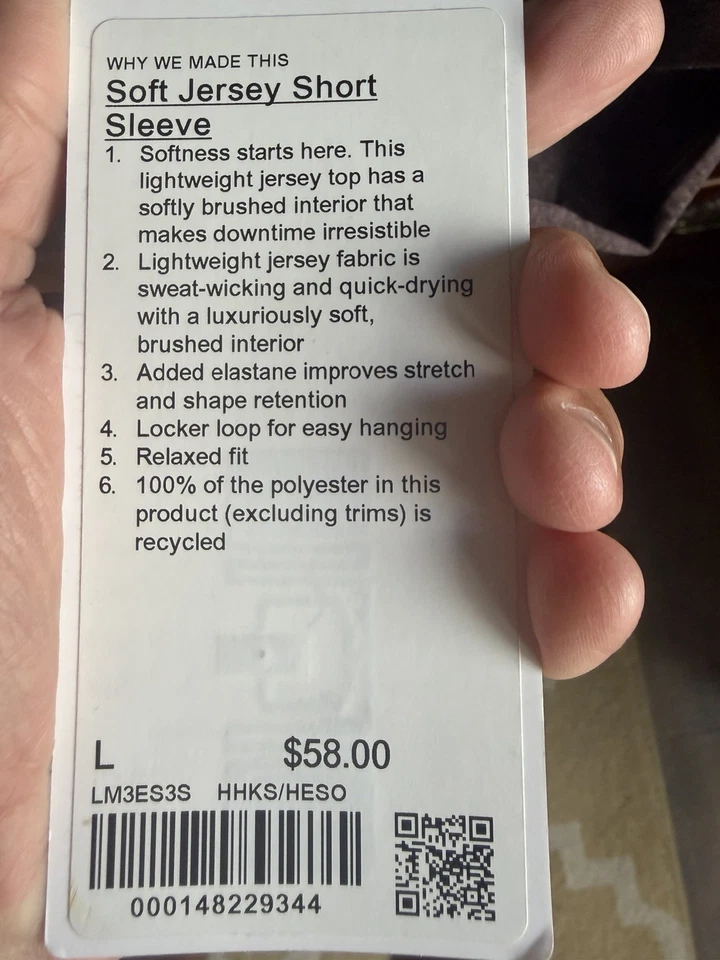 WHY WE MADE THIS
Soft Jersey Short
Sleeve
1. Softness starts here. This
lightweight jersey top has a
softly brushed interior that
makes downtime irresistible
2. Lightweight jersey fabric is
sweat-wicking and quick-drying
with a luxuriously soft,
brushed interior
3. Added elastane improves stretch
and shape retention
4. Locker loop for easy hanging
5. Relaxed fit
6. 100% of the polyester in this
product (excluding trims) is
recycled
L $58.00
LM3ES3S HHKS/HESO
000148229344